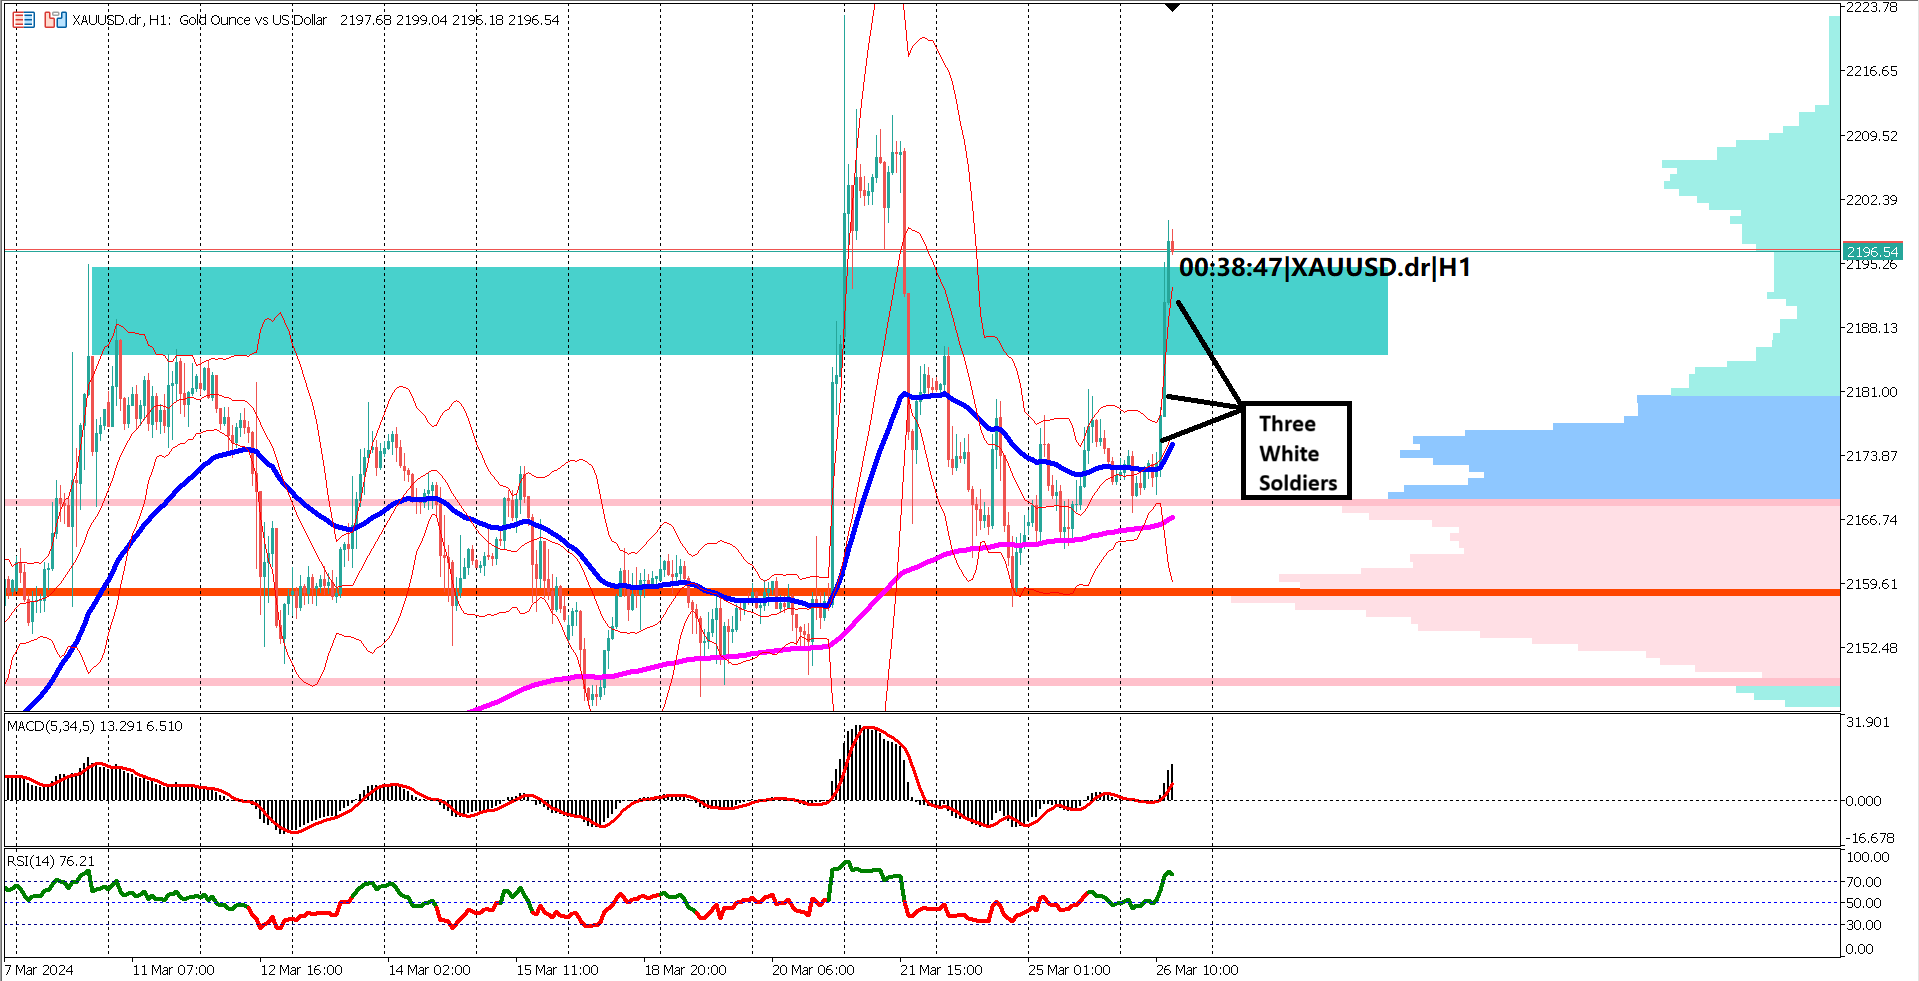 XAUUSD.dr, H1: Gold Ounce vs US Dollar 2197.68 2199.04 2195.18 2196.54
2223.78
2216.65
2209.52
2202.39
2196.54
2195.26
00:38:47|XAUUSD.dr|H1
2188.13
2181.00
Three
White
Soldiers
2173.87
2166.74
2159.61
2152.48
MACD(5,34,5) 13.291 6.510
31.901
0.000
-16.678
RSI(14) 76.21
100.00
70.00
50.00
30.00
0.00
7 Mar 2024 11 Mar 07:00 12 Mar 16:00 14 Mar 02:00 15 Mar 11:00 18 Mar 20:00 20 Mar 06:00 21 Mar 15:00 25 Mar 01:00 26 Mar 10:00